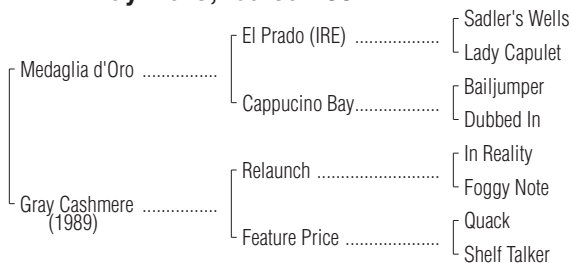 El Prado (IRE) ...................
Sadler's Wells
Lady Capulet
Medaglia d'Oro ................
Cappucino Bay...................
Bailjumper
Dubbed In
Relaunch ...........................
In Reality
Foggy Note
Gray Cashmere ................
(1989)
Feature Price .....................
Quack
Shelf Talker